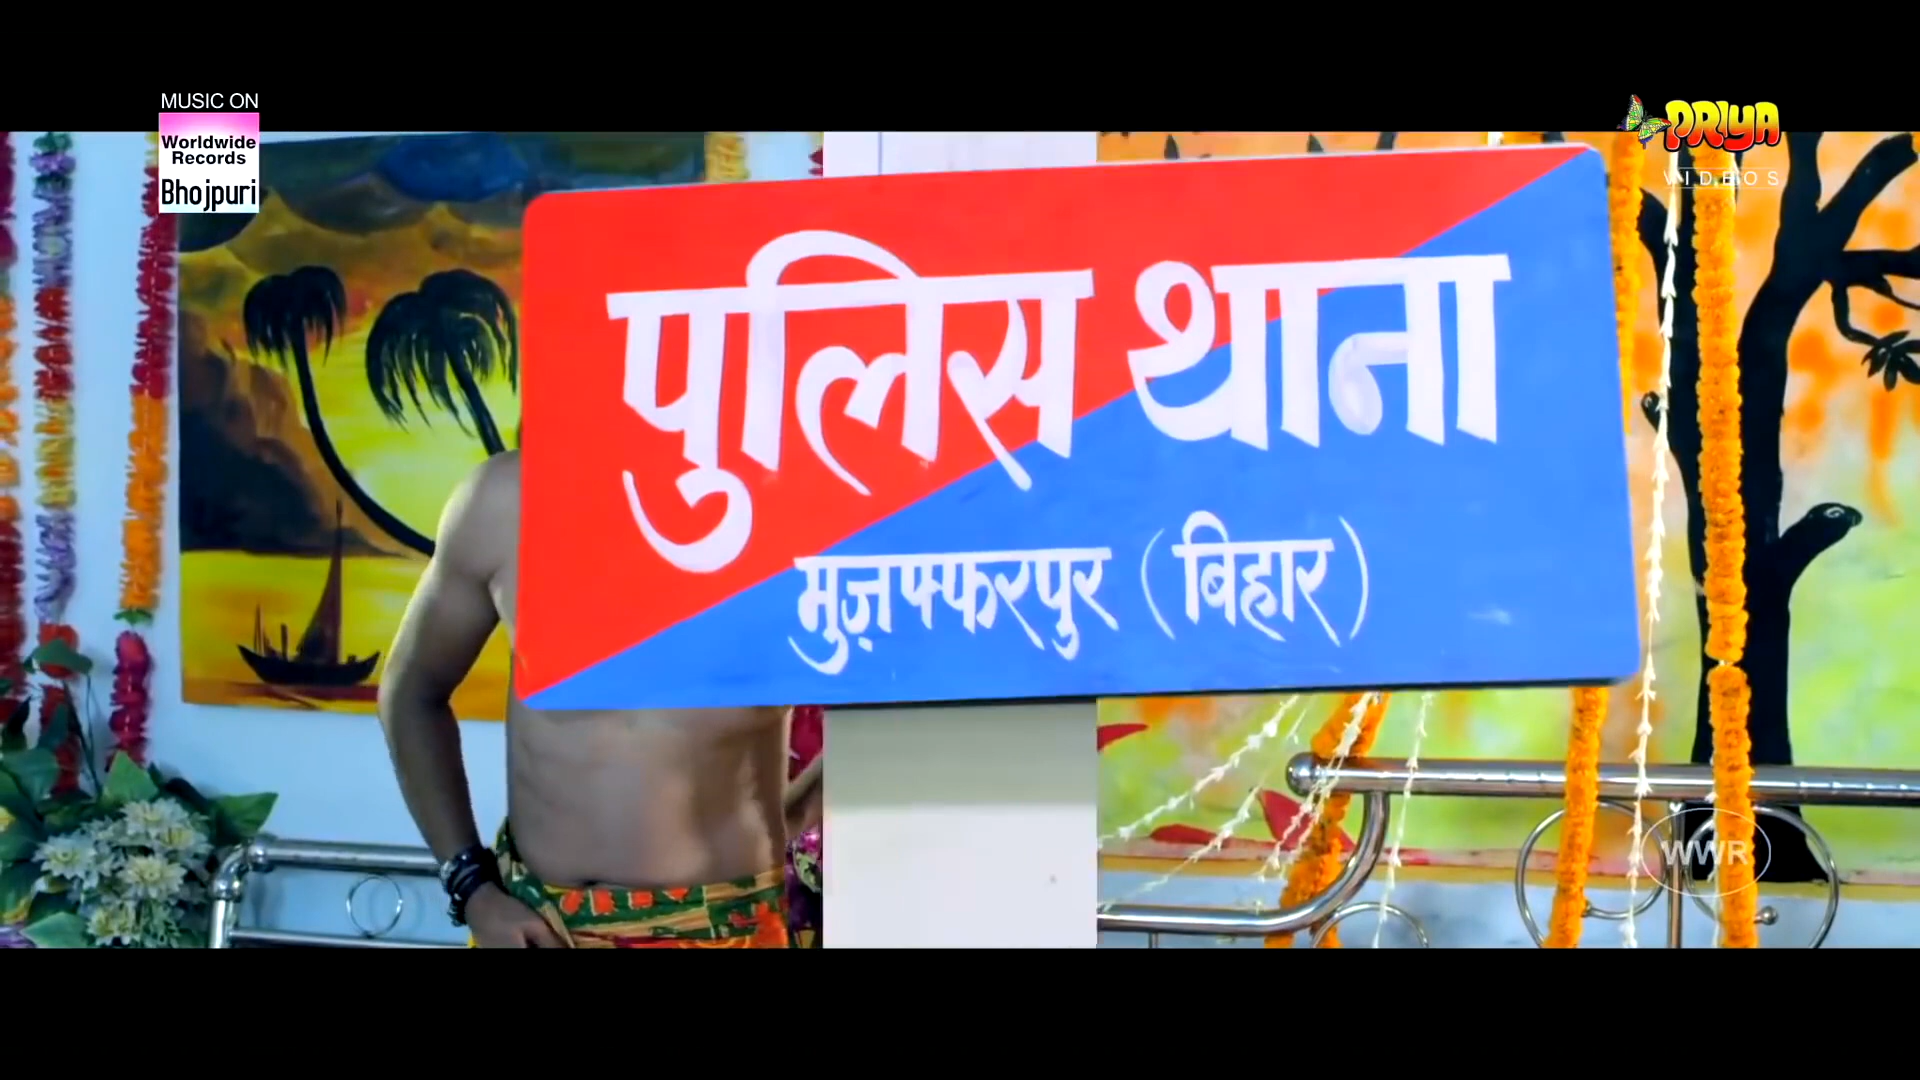 MUSIC ON
Worldwide
Records
Bhojpuri
PRIYA
VIDEOS
पुलिस थाना
मुज़फ्फरपुर (बिहार)
WWR